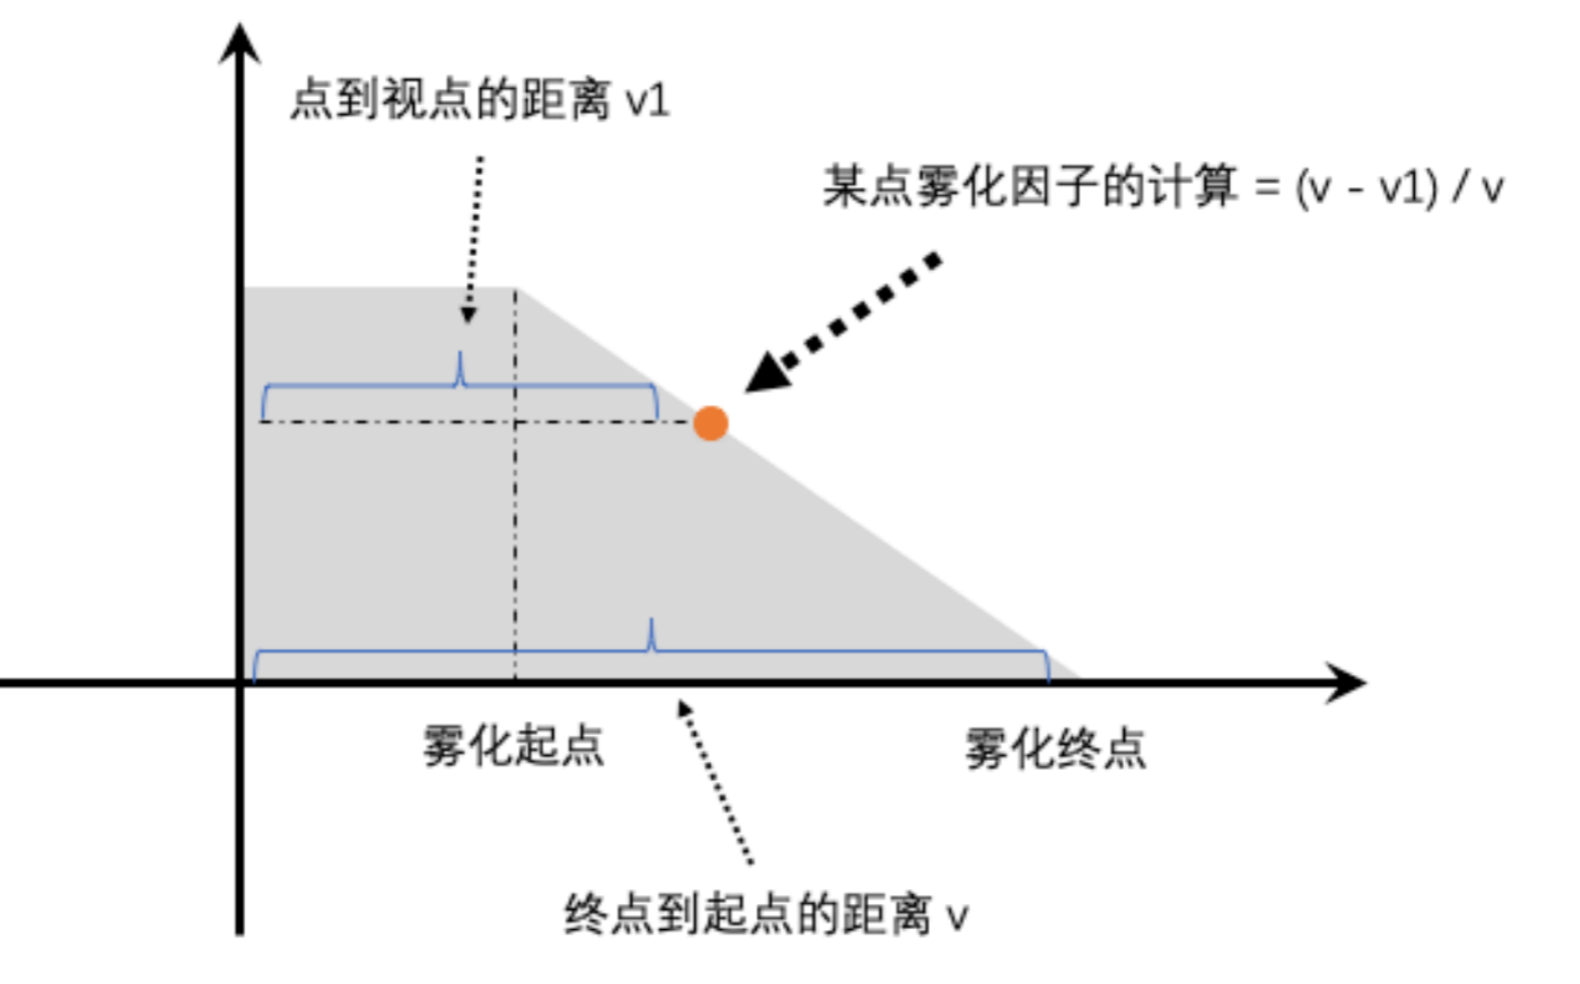 点到视点的距离 v1
某点雾化因子的计算 = (v - v1) / v
雾化起点
雾化终点
终点到起点的距离 v